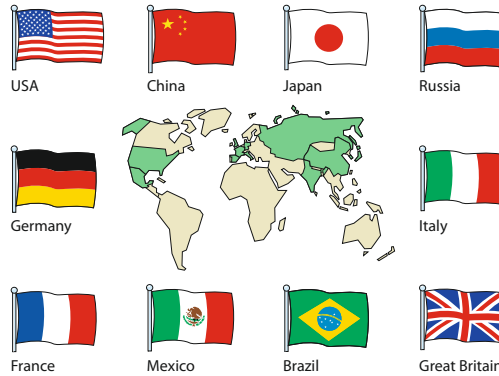 USA
China
Japan
Russia
Germany
Italy
France
Mexico
Brazil
Great Britain